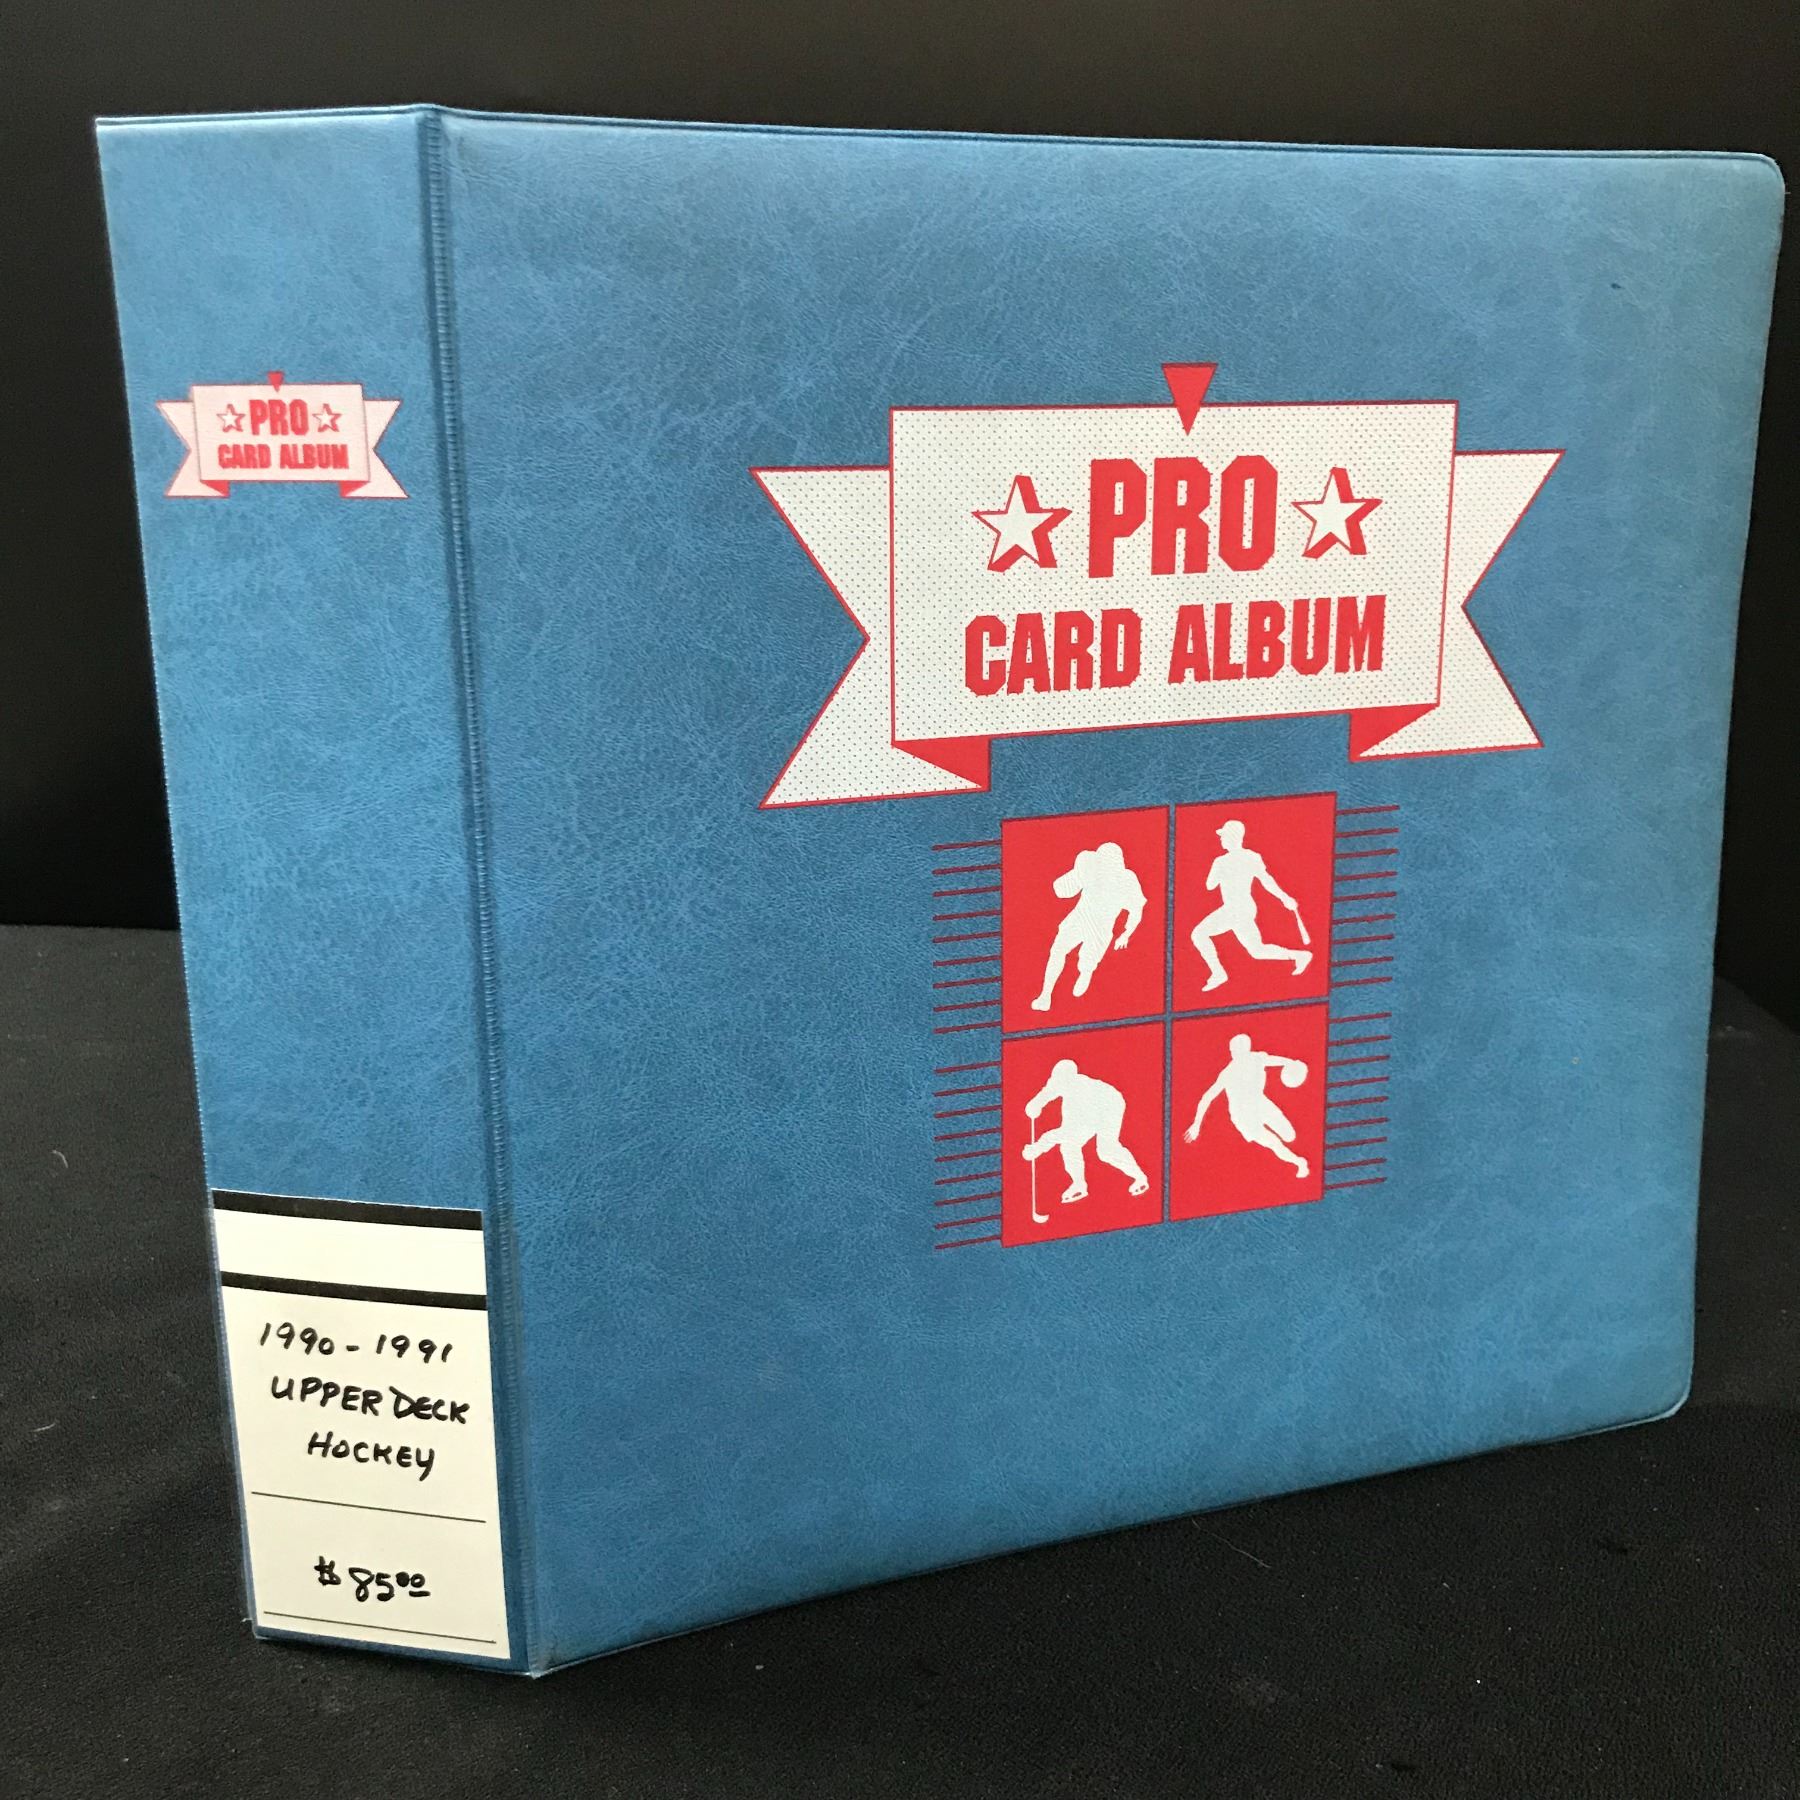 PRO
CARD ALBUM
1990-1991
UPPER DECK
HOCKEY
$85.00
PRO
CARD ALBUM